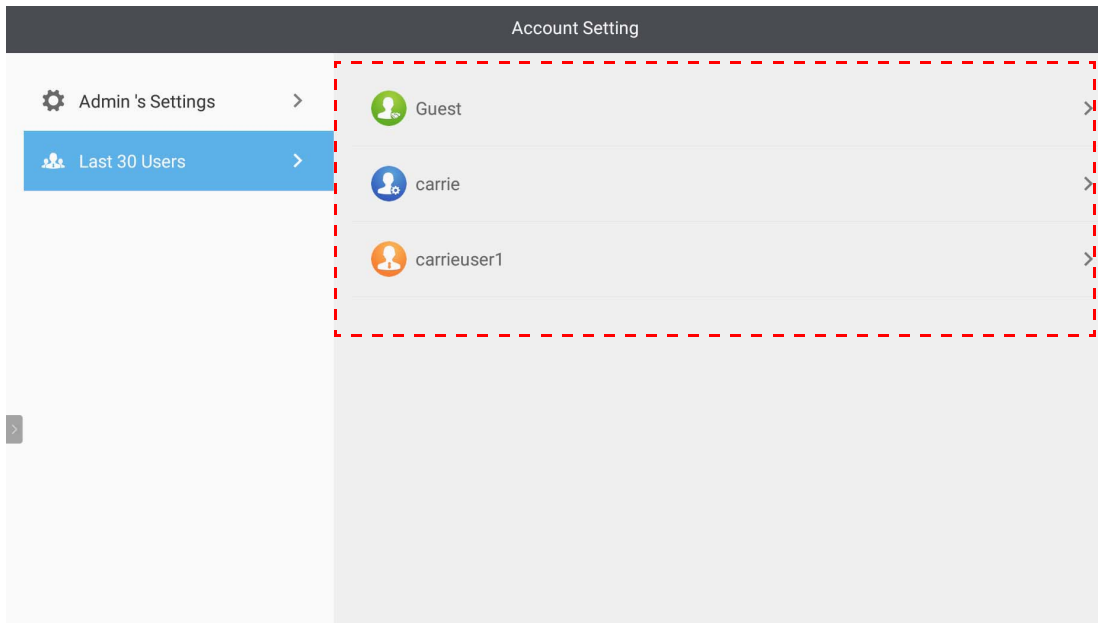 Account Setting
Admin 's Settings
Last 30 Users
Guest
carrie
carrieuser1